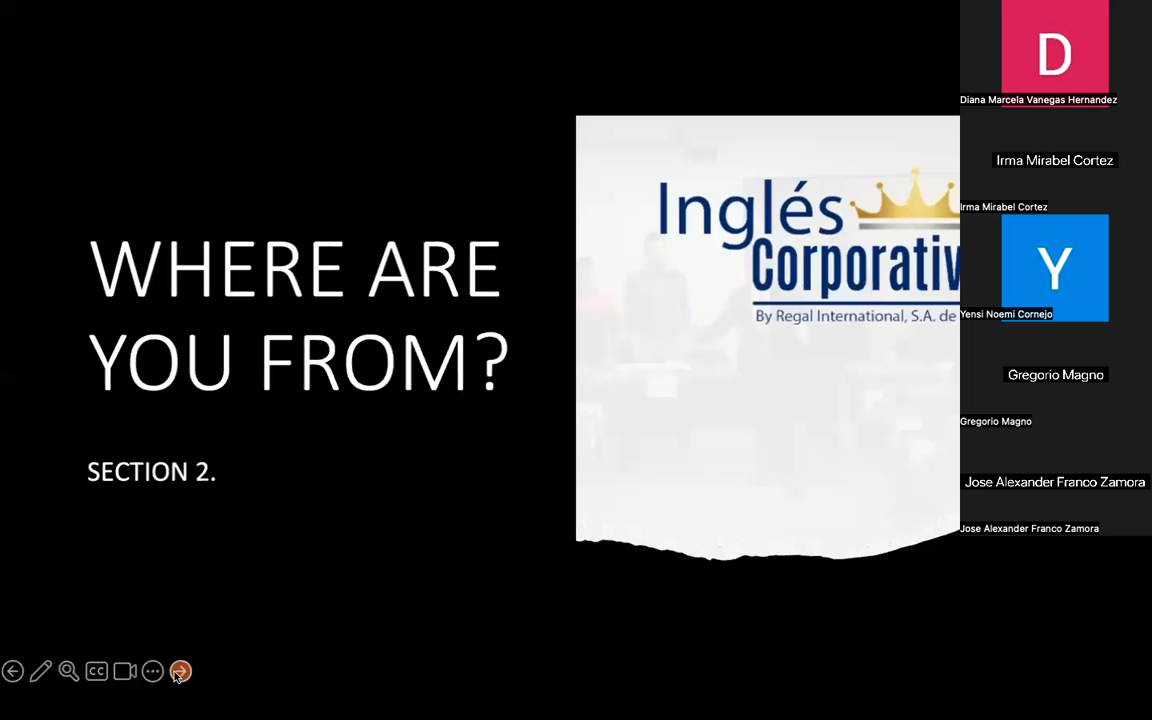 WHERE ARE
YOU FROM?
SECTION 2.
Inglés
Corporativ
By Regal International, S.A. de
D
Diana Marcela Vanegas Hernandez
Irma Mirabel Cortez
Irma Mirabel Cortez
Y
Yensi Noemi Cornejo
Gregorio Magno
Gregorio Magno
Jose Alexander Franco Zamora
Jose Alexander Franco Zamora
CC